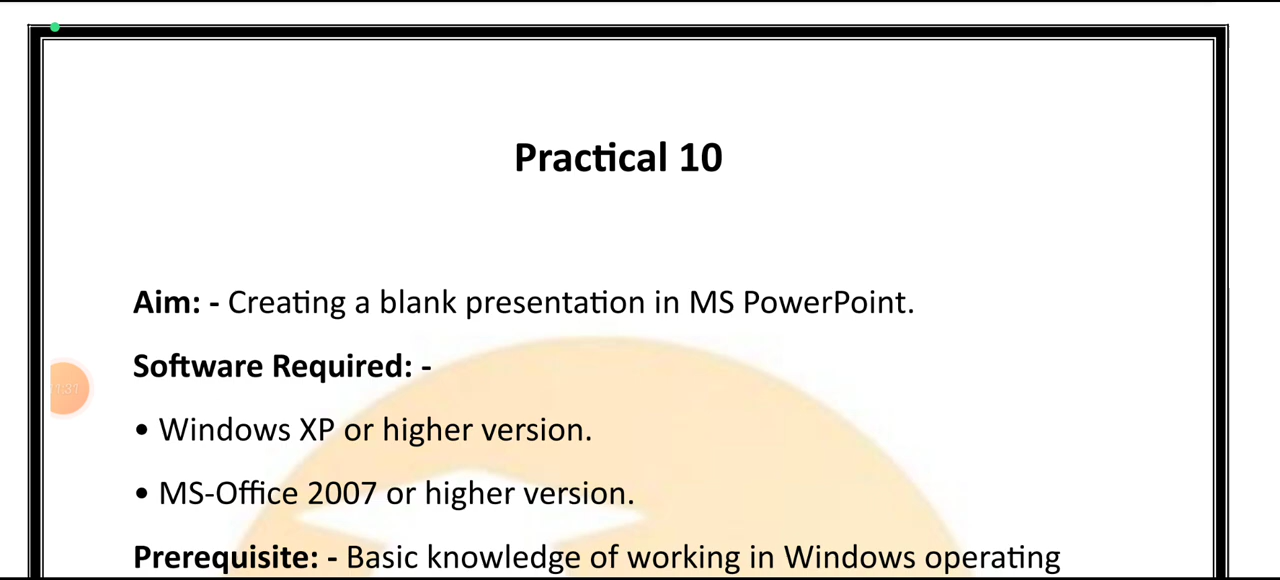 Practical 10
Aim: - Creating a blank presentation in MS PowerPoint.
Software Required: -
• Windows XP or higher version.
• MS-Office 2007 or higher version.
Prerequisite: - Basic knowledge of working in Windows operating